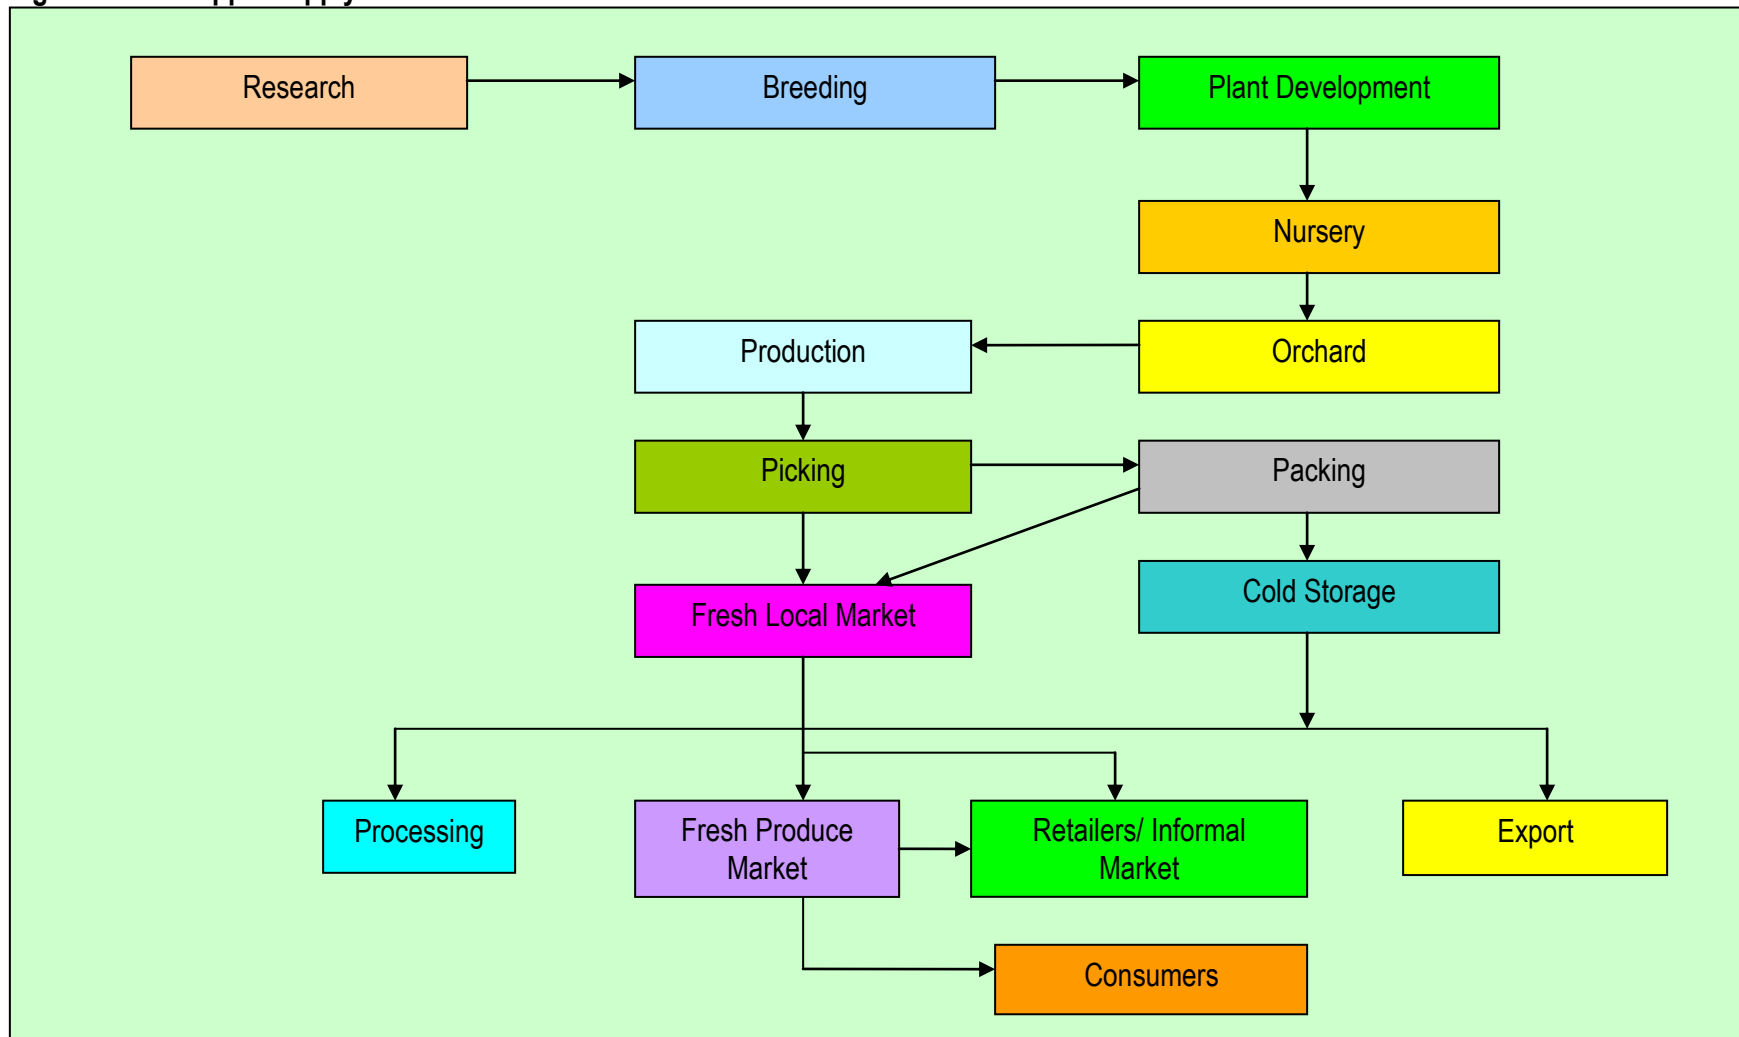 Research
Breeding
Plant Development
Nursery
Production
Orchard
Picking
Packing
Cold Storage
Fresh Local Market
Processing
Fresh Produce
Market
Retailers/ Informal
Market
Export
Consumers